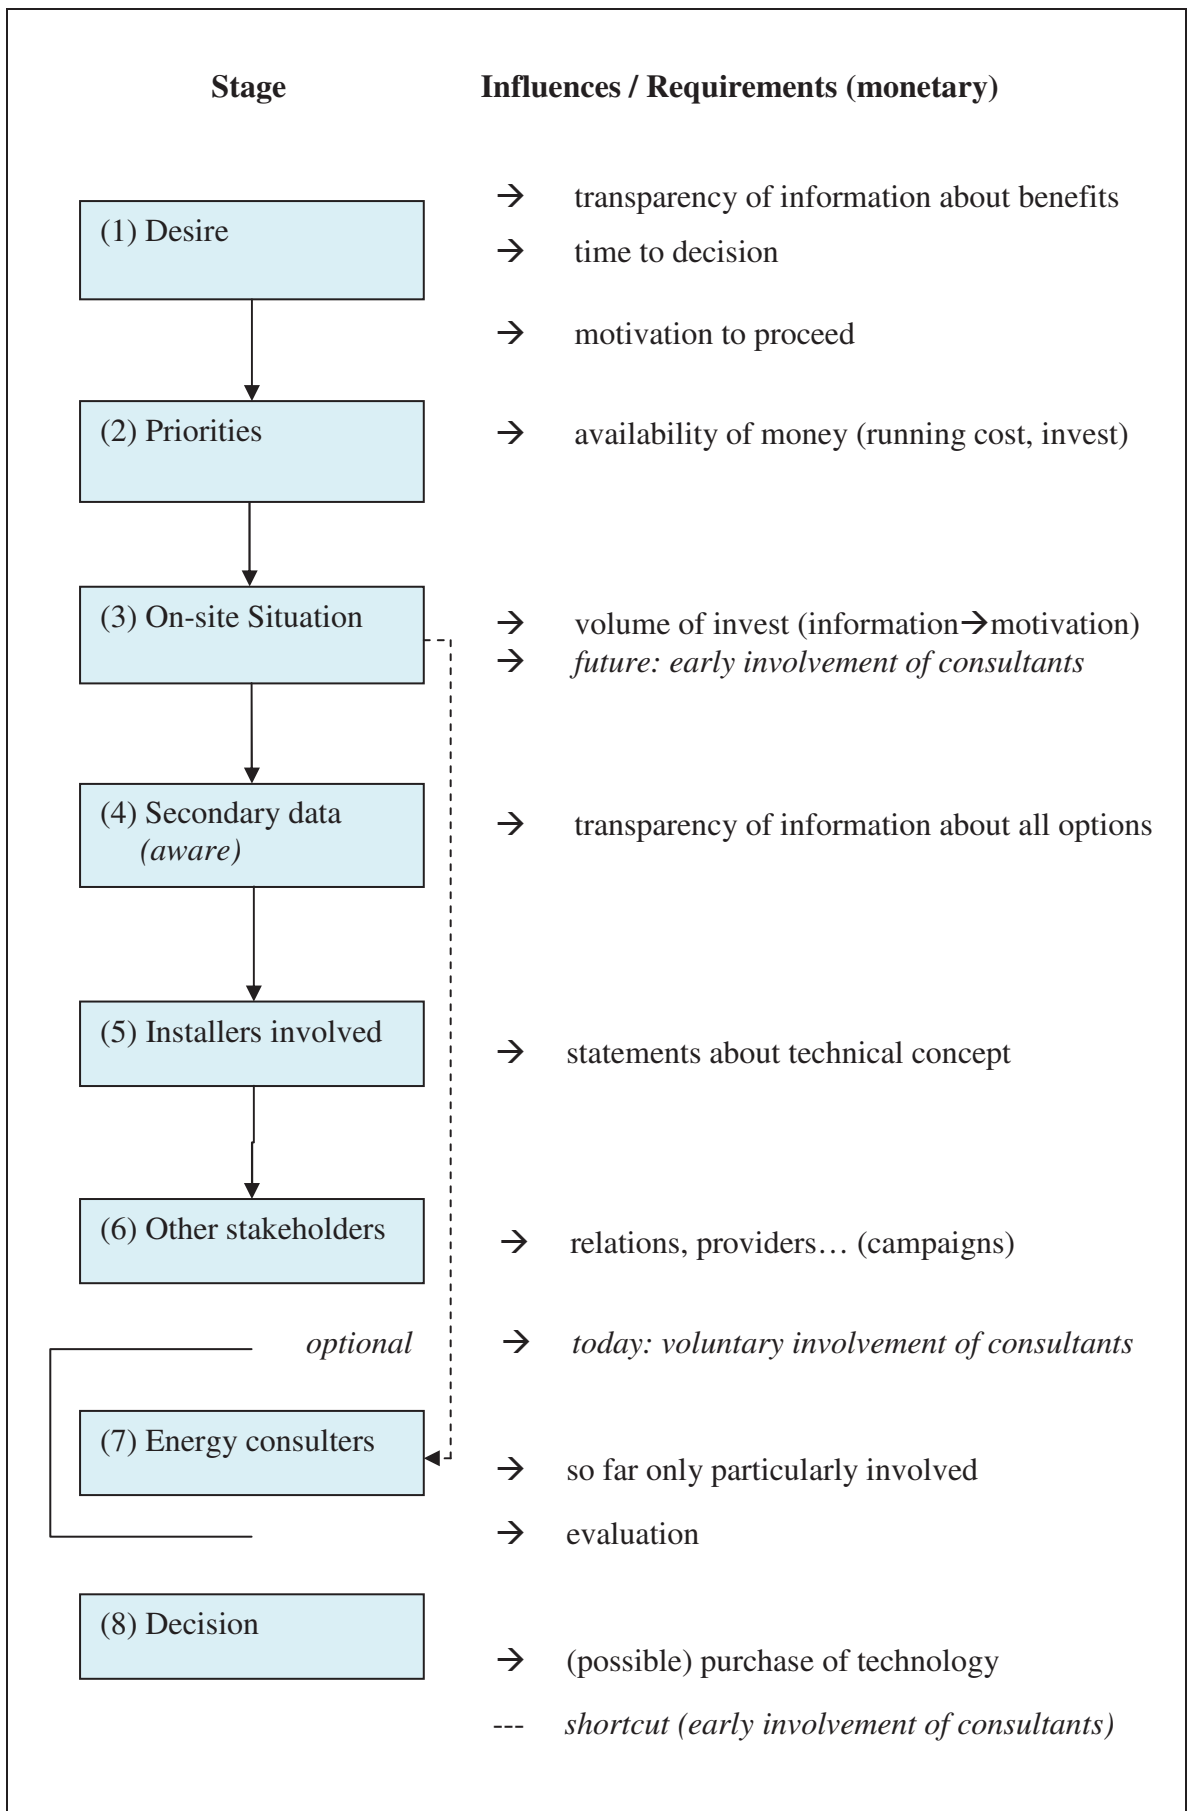 Stage Influences / Requirements (monetary)
→ transparency of information about benefits
(1) Desire
→ time to decision
→ motivation to proceed
(2) Priorities → availability of money (running cost, invest)
(3) On-site Situation → volume of invest (information→motivation)
→ future: early involvement of consultants
(4) Secondary data → transparency of information about all options
(aware)
(5) Installers involved
→ statements about technical concept
(6) Other stakeholders → relations, providers… (campaigns)
optional → today: voluntary involvement of consultants
(7) Energy consulters
→ so far only particularly involved
→ evaluation
(8) Decision
→ (possible) purchase of technology
--- shortcut (early involvement of consultants)